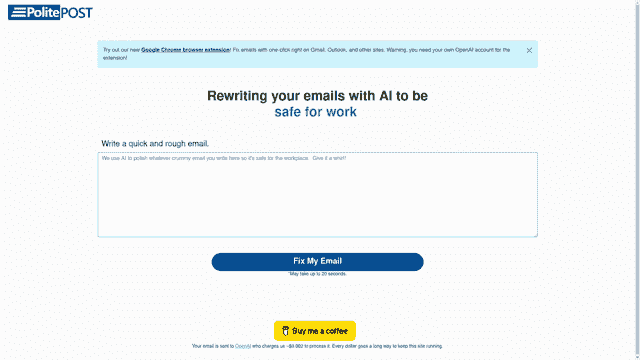 PolitePOST
Try out our new Google Chrome browser extension! Fix emails with one-click right on Gmail, Outlook, and other sites. Warning, you need your own OpenAI account for the
extension!
Rewriting your emails with AI to be
safe for work
Write a quick and rough email.
We use AI to polish whatever crummy email you write here so it's safe for the workplace. Give it a whirl!
Fix My Email
*May take up to 20 seconds.
Buy me a coffee
Your email is sent to who charges us to process it. Every dollar goes a long way to keep this site running.